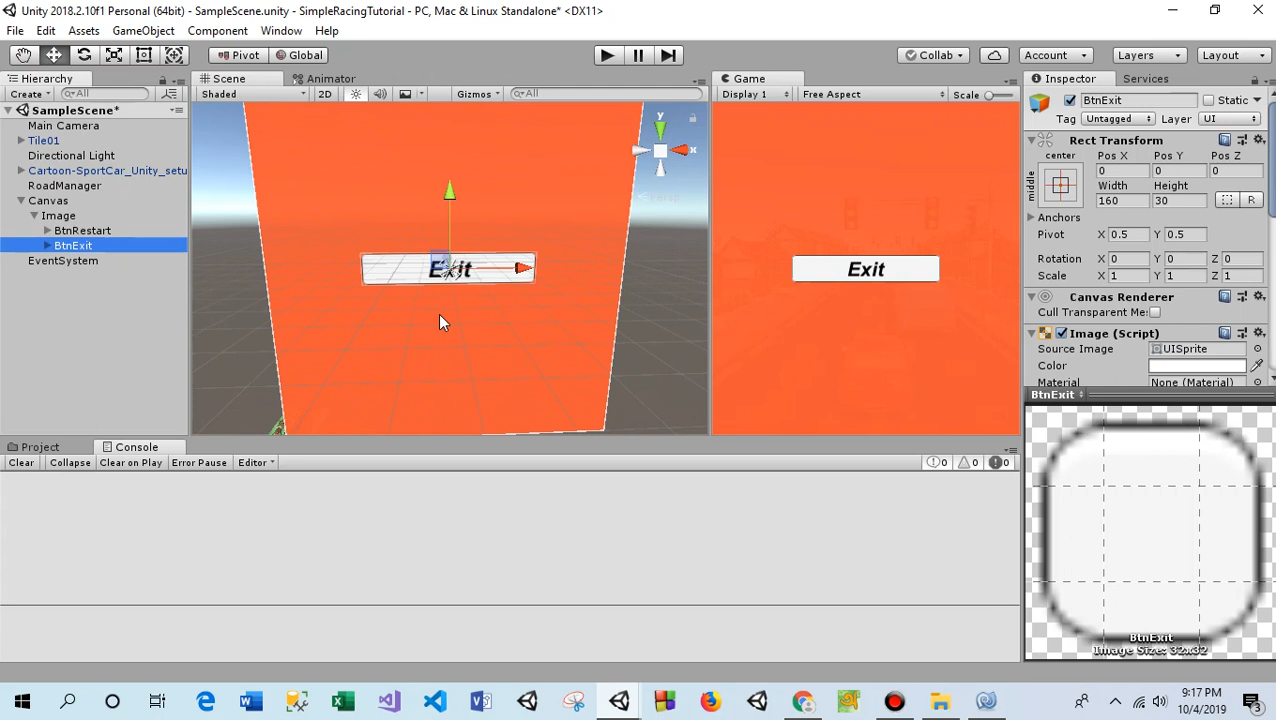 Unity 2018.2.10f1 Personal (64bit) - SampleScene.unity - SimpleRacingTutorial - PC, Mac & Linux Standalone* <DX11>
File Edit Assets GameObject Component Window Help
Pivot Global Collab Account Layers Layout
Hierarchy Scene Animator Game Inspector Services
Create All Shaded 2D Gizmos All Display 1 Free Aspect Scale BtnExit Static
SampleScene*
Tag Untagged Layer UI
Main Camera
Tile01
Directional Light
Cartoon-SportCar_Unity_setu
RoadManager
Canvas
Image
BtnRestart
BtnExit
EventSystem
y
x
Persp
Exit
Exit
Rect Transform
center Pos X Pos Y Pos Z
middle 0 0 0
Width Height
160 30 R
Anchors
Pivot X 0.5 Y 0.5
Rotation X 0 Y 0 Z 0
Scale X 1 Y 1 Z 1
Canvas Renderer
Cull Transparent Me
Image (Script)
Source Image UISprite
Color
Material None (Material)
BtnExit
BtnExit
Image Size: 32x32
Project Console
Clear Collapse Clear on Play Error Pause Editor 0 0 0
9:17 PM
10/4/2019
3